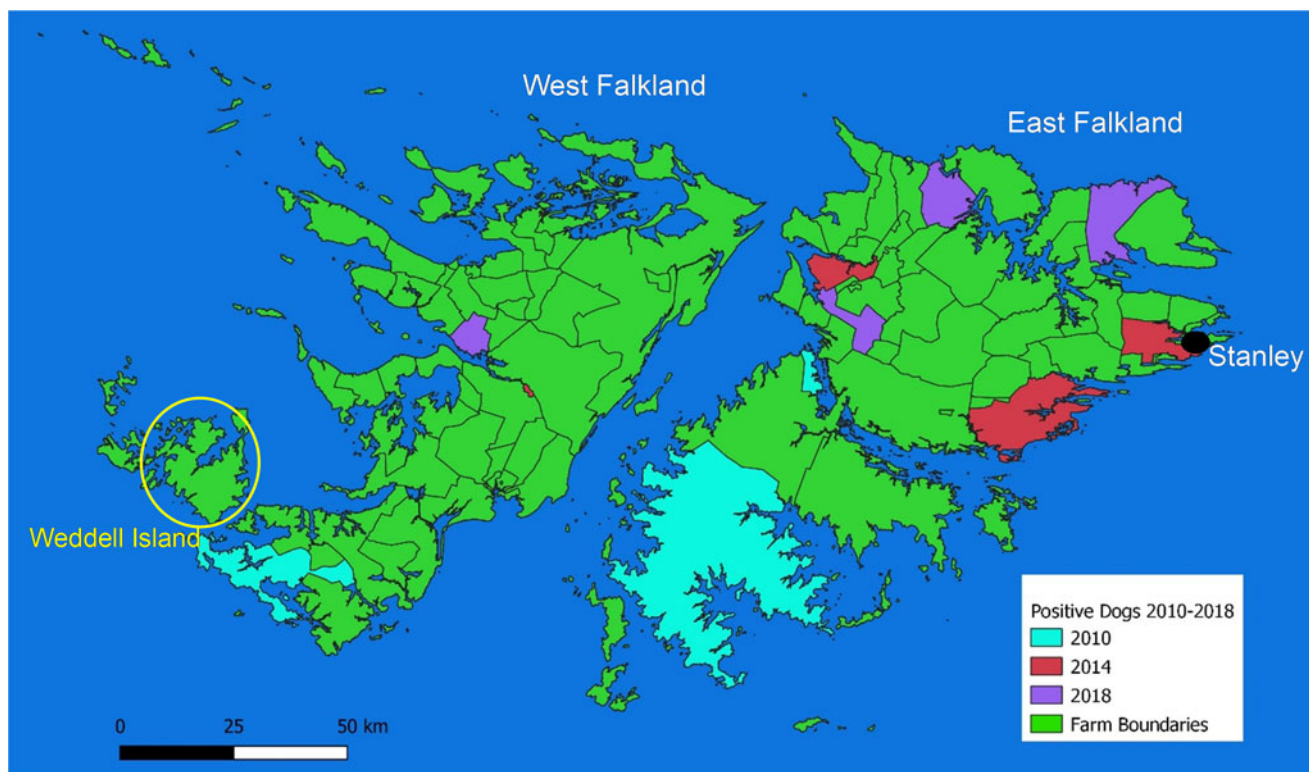 West Falkland
East Falkland
Stanley
Weddell Island
Positive Dogs 2010-2018
2010
2014
2018
Farm Boundaries
0 25 50 km